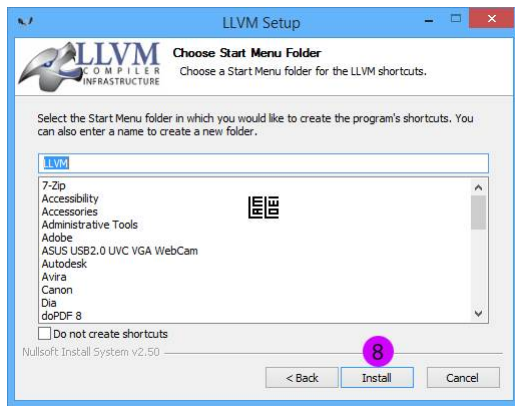 LLVM Setup
LLVM
COMPILER
INFRASTRUCTURE
Choose Start Menu Folder
Choose a Start Menu folder for the LLVM shortcuts.
Select the Start Menu folder in which you would like to create the program's shortcuts. You
can also enter a name to create a new folder.
LLVM
7-Zip
Accessibility
Accessories
Administrative Tools
Adobe
ASUS USB2.0 UVC VGA WebCam
Autodesk
Avira
Canon
Dia
doPDF 8
Do not create shortcuts
Nullsoft Install System v2.50
8
< Back
Install
Cancel